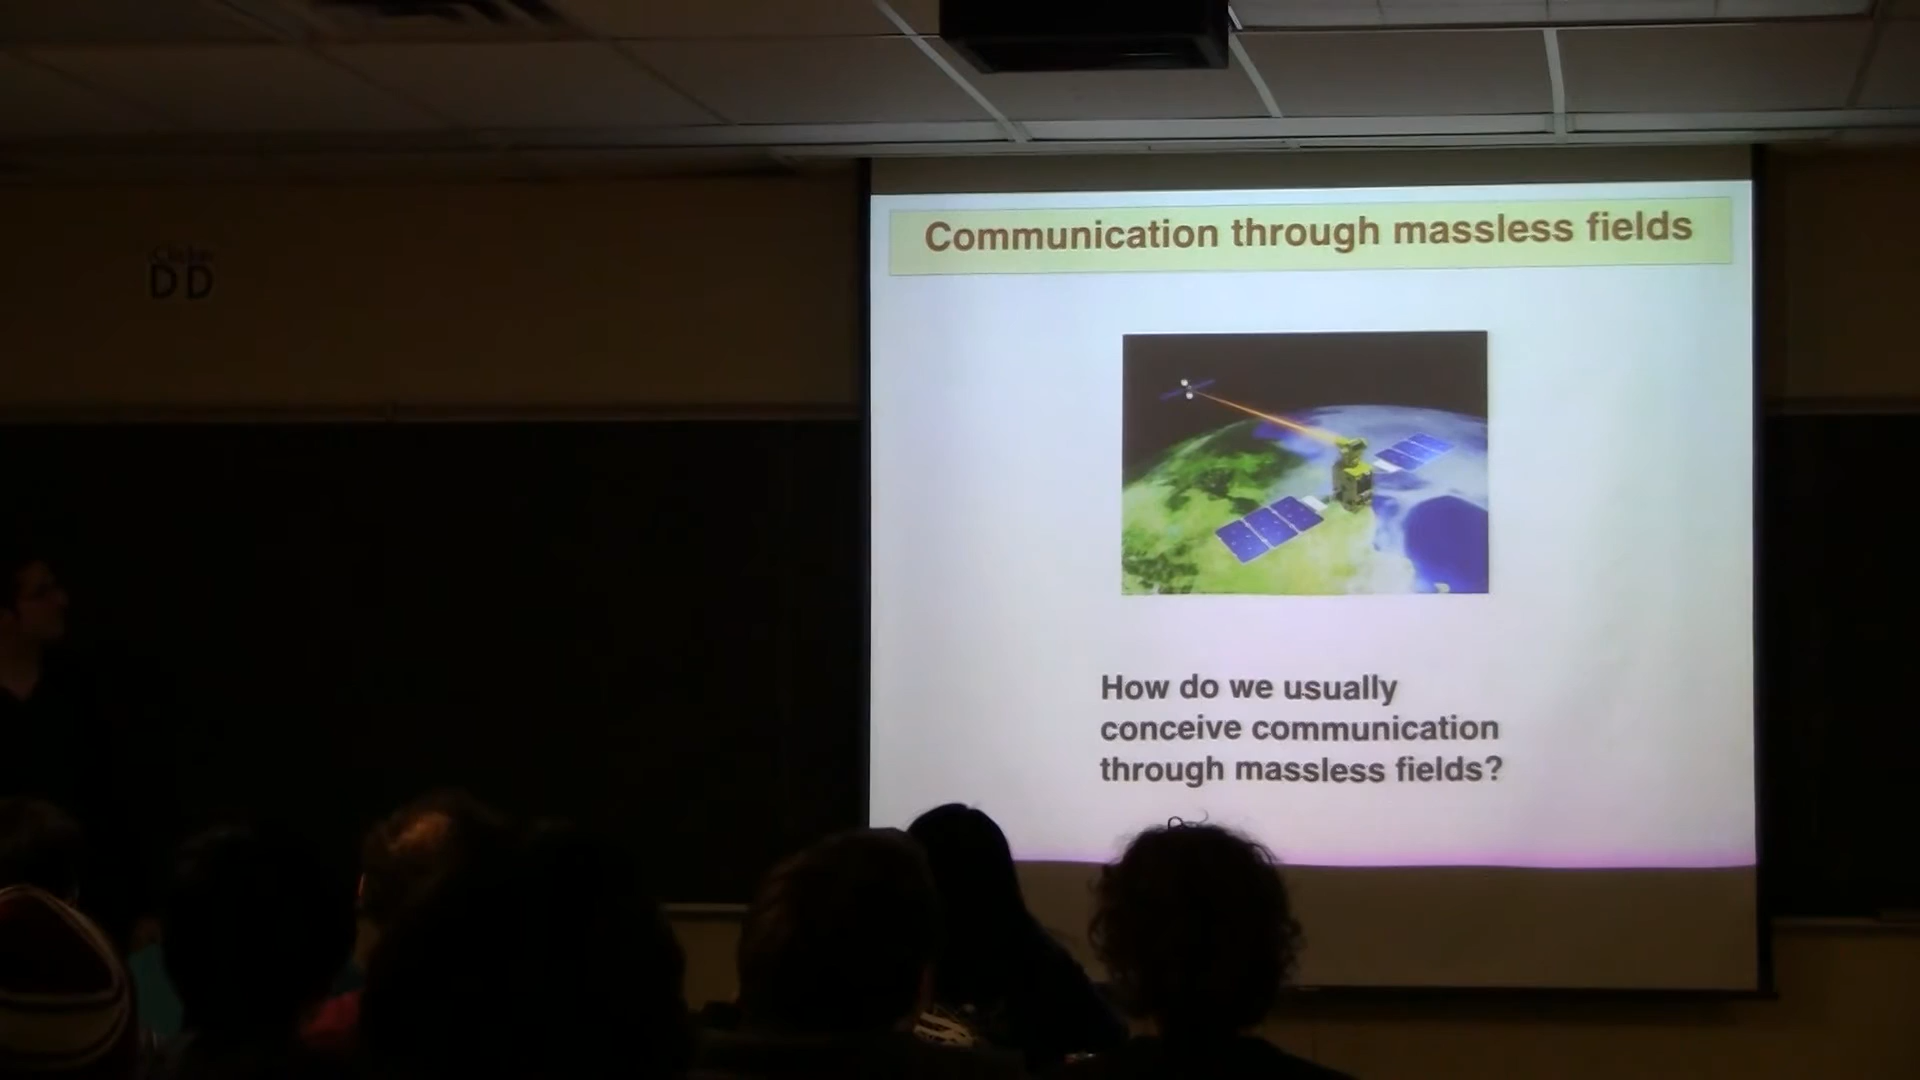 Communication through massless fields
DD
How do we usually
conceive communication
through massless fields?